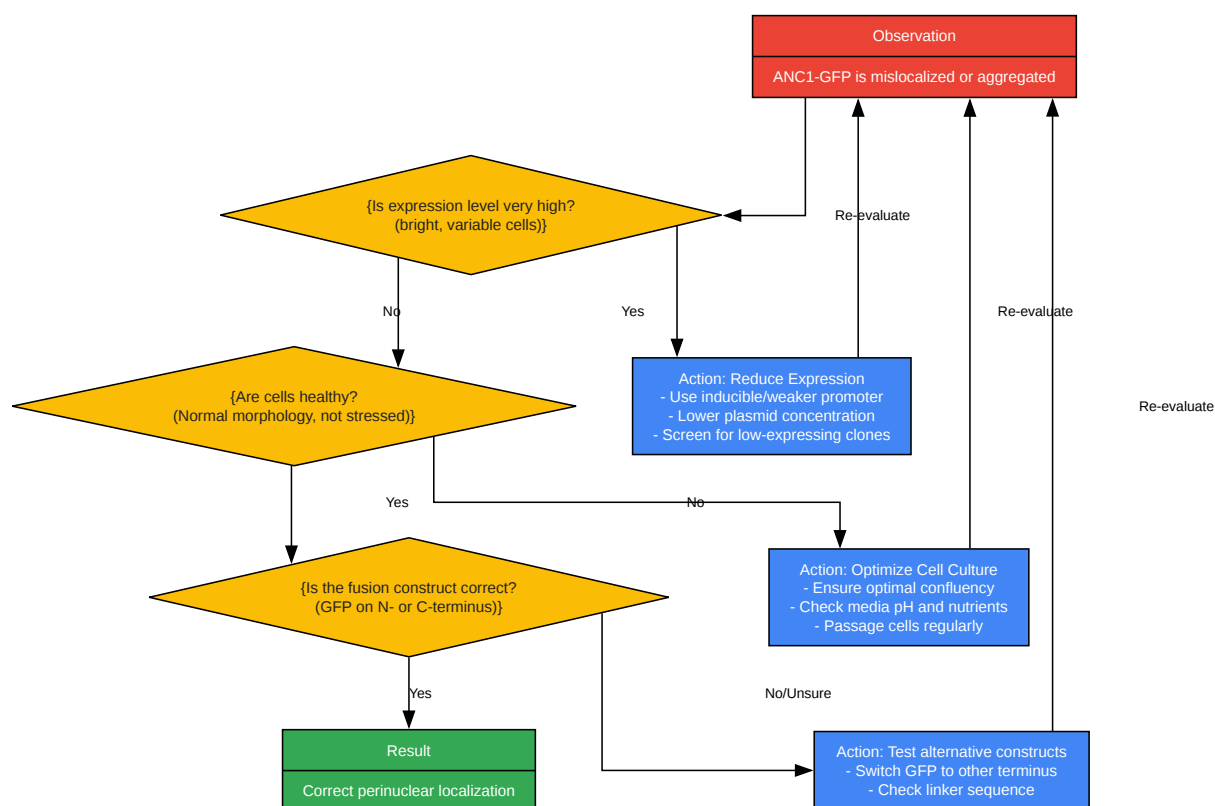 Observation
ANC1-GFP is mislocalized or aggregated
{Is expression level very high?
(bright, variable cells)}
Re-evaluate
No
Yes
Re-evaluate
Action: Reduce Expression
- Use inducible/weaker promoter
- Lower plasmid concentration
- Screen for low-expressing clones
{Are cells healthy?
(Normal morphology, not stressed)}
Re-evaluate
Yes
No
Action: Optimize Cell Culture
- Ensure optimal confluency
- Check media pH and nutrients
- Passage cells regularly
{Is the fusion construct correct?
(GFP on N- or C-terminus)}
Yes
No/Unsure
Result
Correct perinuclear localization
Action: Test alternative constructs
- Switch GFP to other terminus
- Check linker sequence